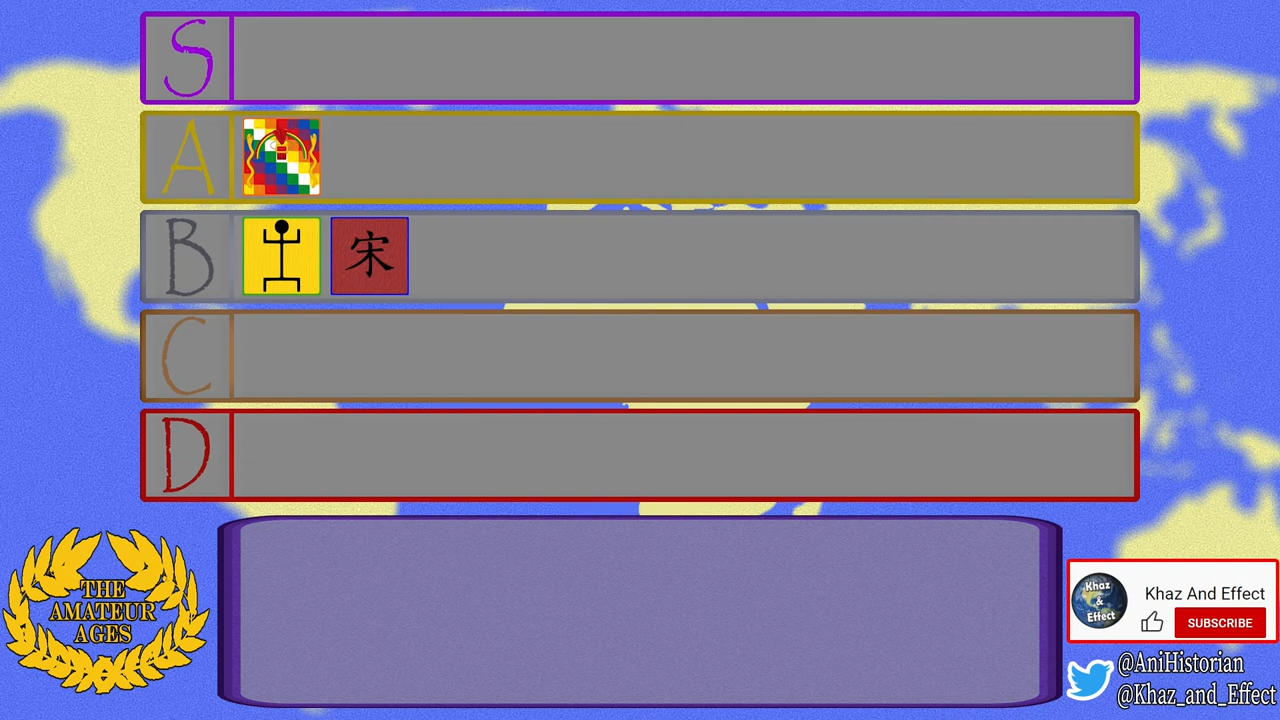 S
A
B
宋
C
D
THE
AMATEUR
AGES
Khaz
&
Effect
Khaz And Effect
SUBSCRIBE
@AniHistorian
@Khaz_and_Effect